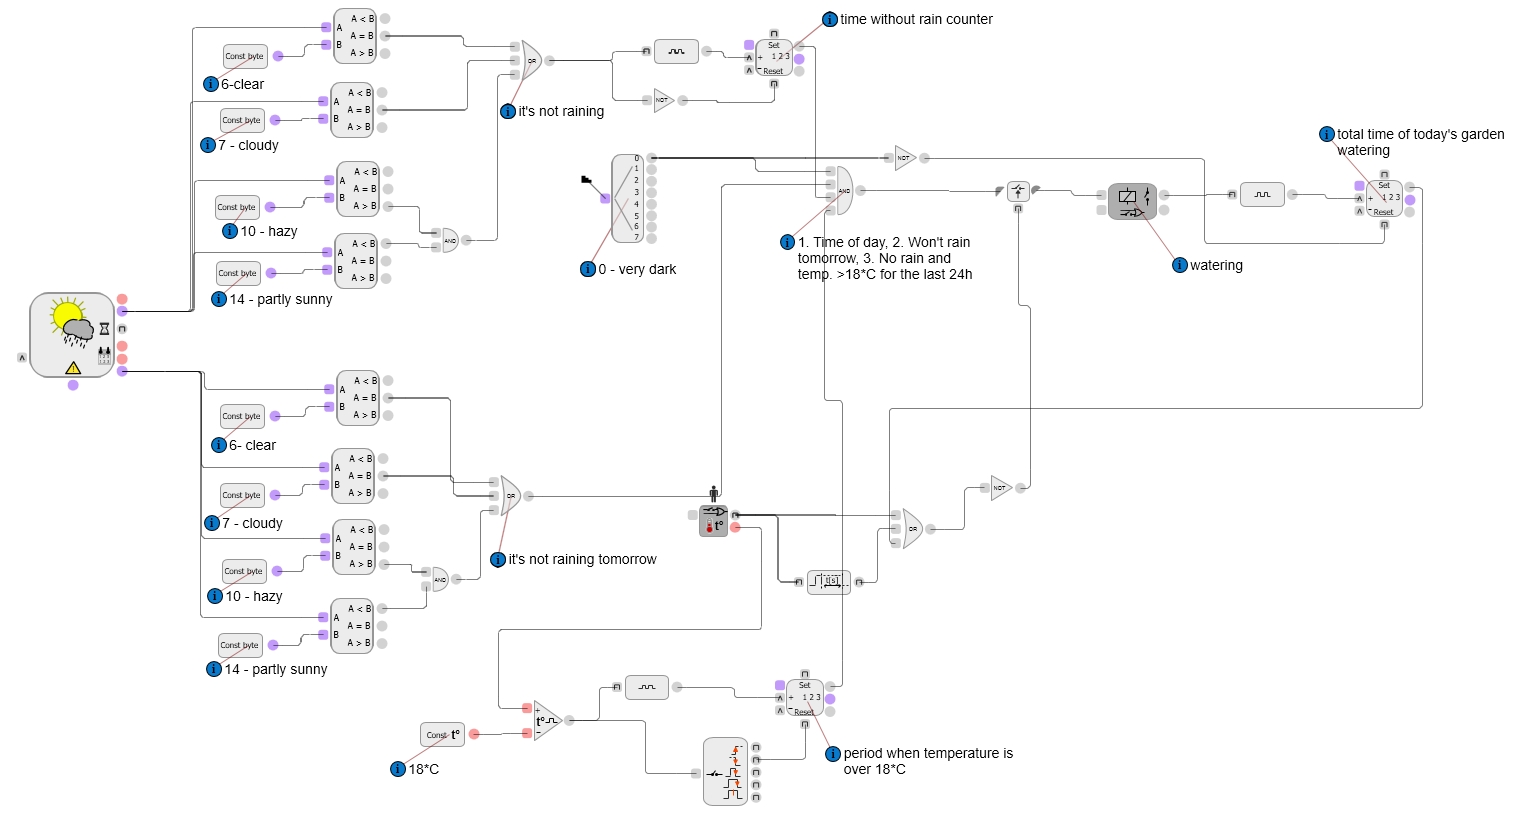 time without rain counter
A < B
A = B
A > B
A
B
Const byte
6-clear
OR
Set
+ 1 2 3
-
Reset
A < B
A = B
A > B
A
B
Const byte
7 - cloudy
it's not raining
NOT
total time of today's garden
watering
A < B
A = B
A > B
A
B
Const byte
10 - hazy
0
1
2
3
4
5
6
7
NOT
AND
Set
+ 1 2 3
-
Reset
A < B
A = B
A > B
A
B
Const byte
14 - partly sunny
AND
0 - very dark
1. Time of day, 2. Won't rain
tomorrow, 3. No rain and
temp. >18*C for the last 24h
watering
A < B
A = B
A > B
A
B
Const byte
6- clear
A < B
A = B
A > B
A
B
Const byte
7 - cloudy
OR
t°
NOT
OR
A < B
A = B
A > B
A
B
Const byte
10 - hazy
it's not raining tomorrow
AND
t[s]
A < B
A = B
A > B
A
B
Const byte
14 - partly sunny
Set
+ 1 2 3
-
Reset
Const t°
+
t°
-
18*C
period when temperature is
over 18*C